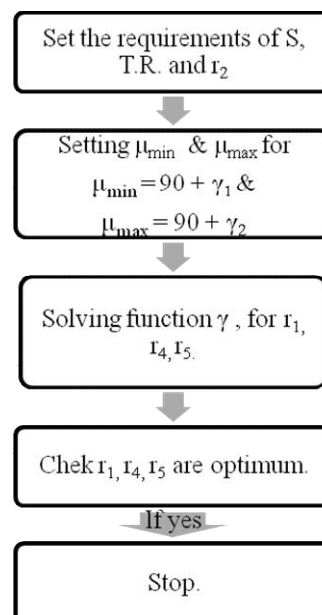 Set the requirements of S,
T.R. and r₂
Setting μₘᵢₙ & μₘₐₓ for
μₘᵢₙ = 90 + γ₁ &
μₘₐₓ = 90 + γ₂
Solving function γ , for r₁,
r₄, r₅.
Chek r₁, r₄, r₅ are optimum.
If yes
Stop.